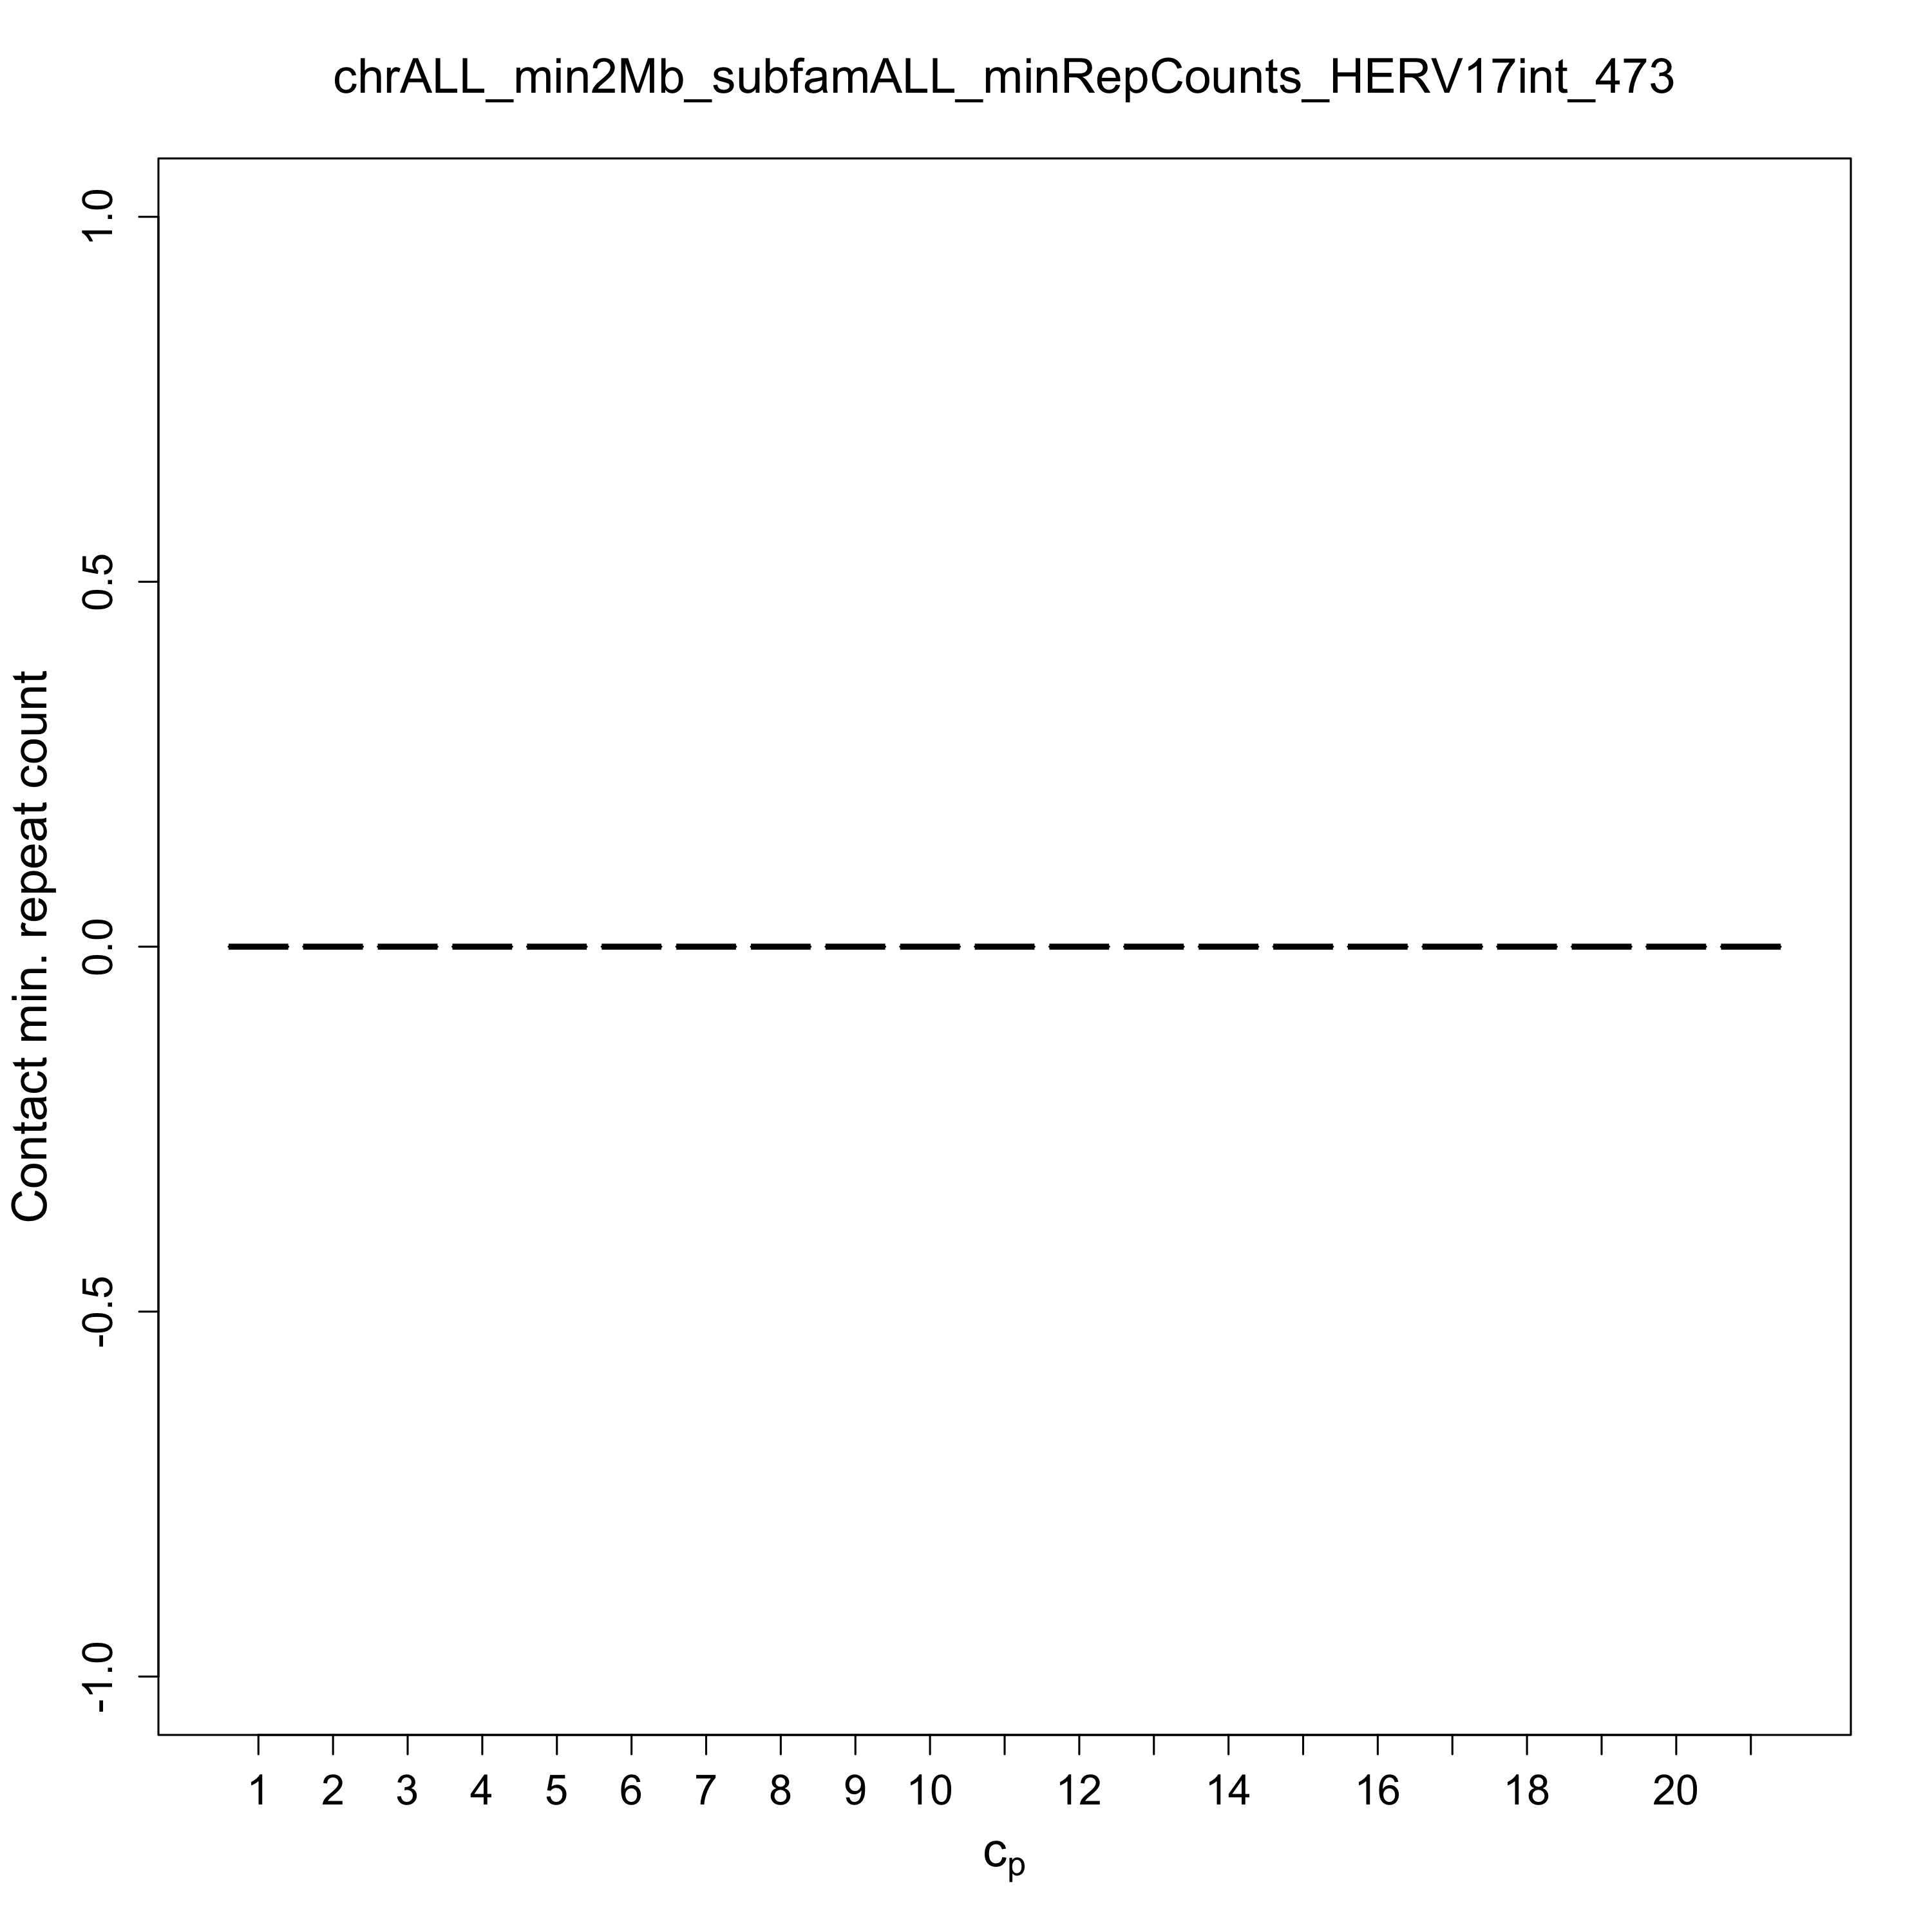 chrALL_min2Mb_subfamALL_minRepCounts_HERV17int_473
Contact min. repeat count
1.0
0.5
0.0
-0.5
-1.0
1 2 3 4 5 6 7 8 9 10 12 14 16 18 20
cp